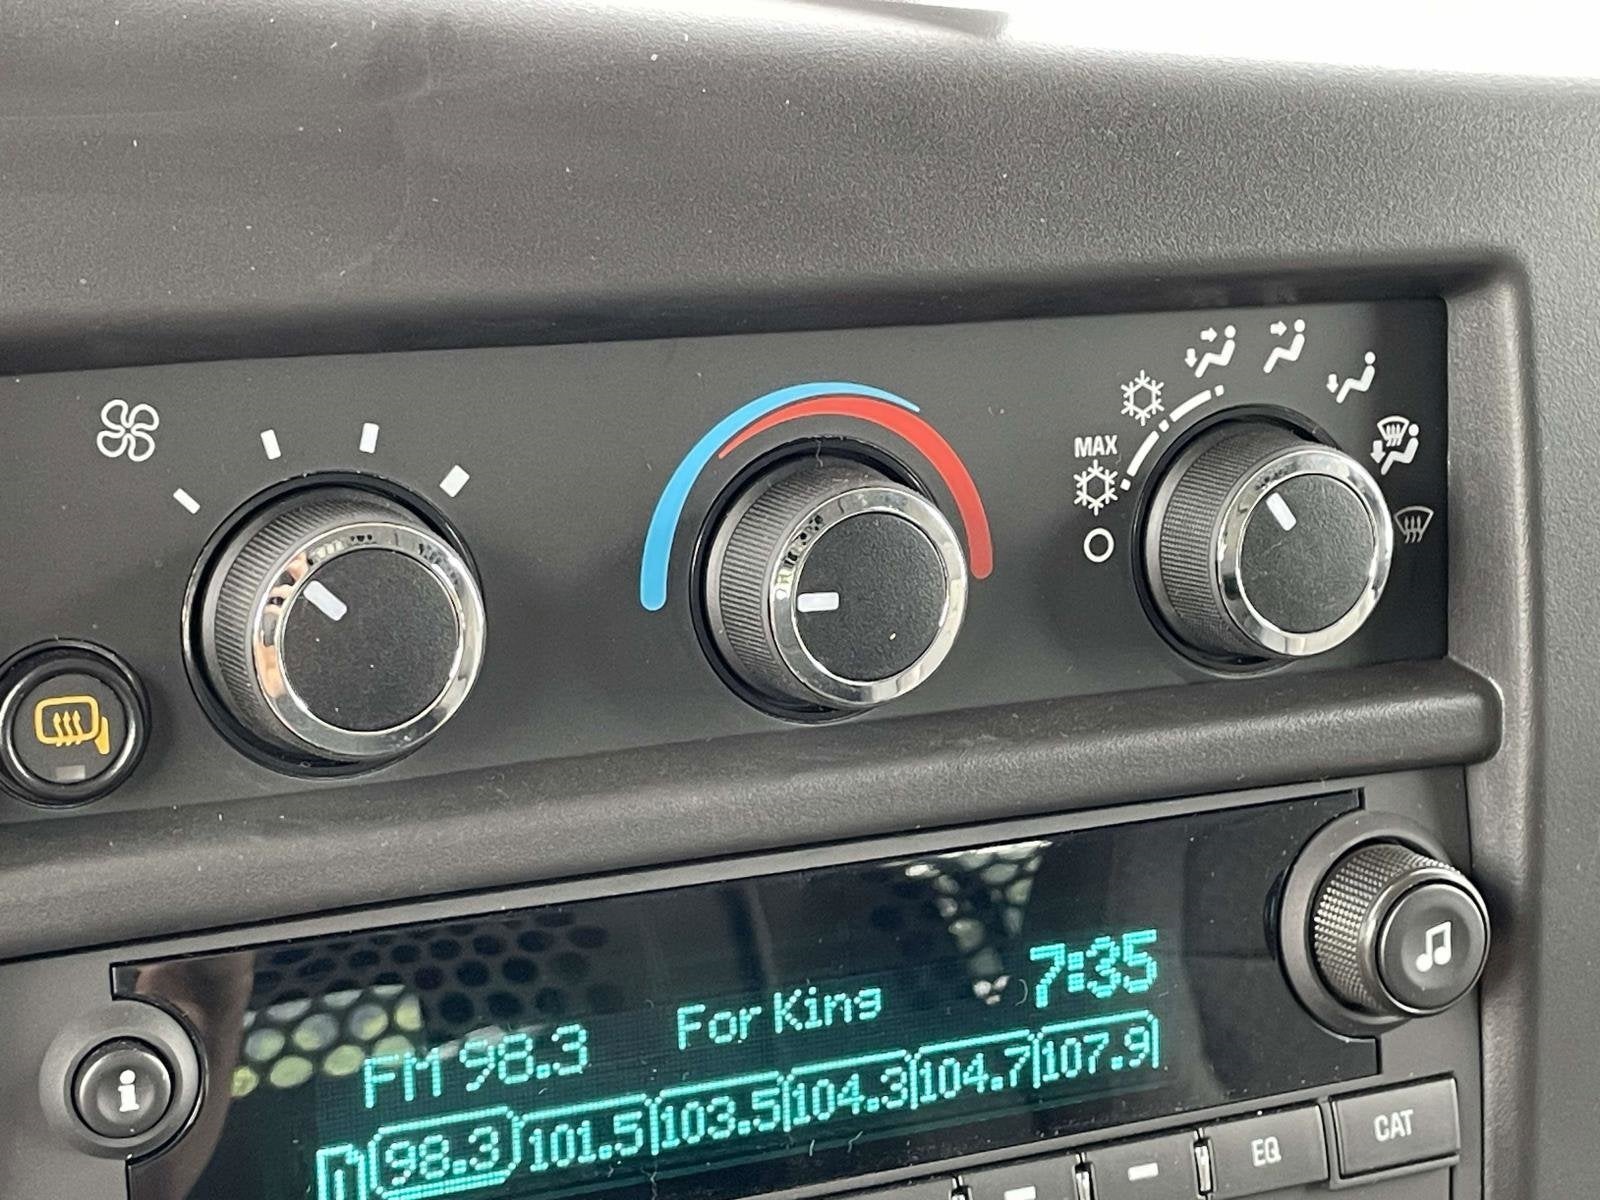 MAX
7:35
For King
FM 98.3
98.3 101.5 103.5 104.3 104.7 107.9
i
EQ
CAT